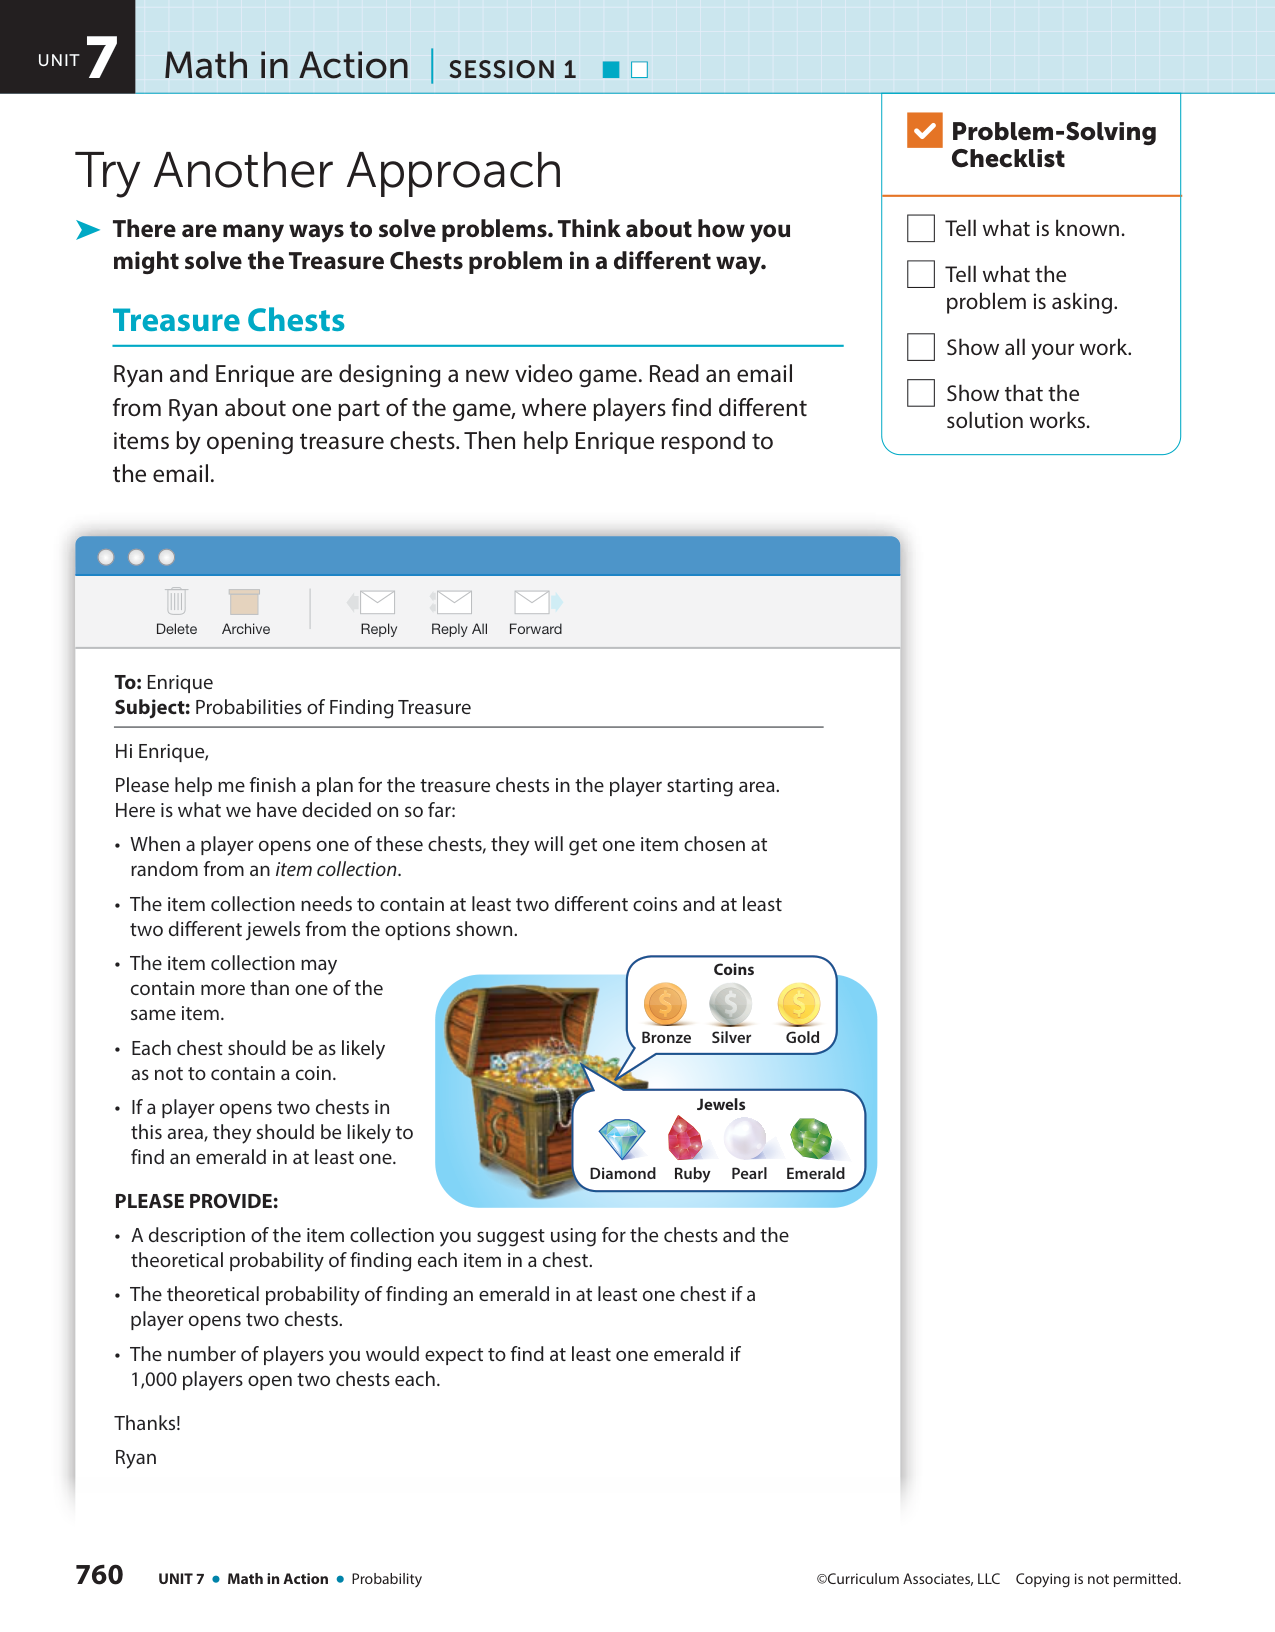 UNIT 7 Math in Action | SESSION 1
Problem-Solving
Checklist
Tell what is known.
Tell what the
problem is asking.
Show all your work.
Show that the
solution works.
Try Another Approach
There are many ways to solve problems. Think about how you
might solve the Treasure Chests problem in a different way.
Treasure Chests
Ryan and Enrique are designing a new video game. Read an email
from Ryan about one part of the game, where players find different
items by opening treasure chests. Then help Enrique respond to
the email.
Delete Archive Reply Reply All Forward
To: Enrique
Subject: Probabilities of Finding Treasure
Hi Enrique,
Please help me finish a plan for the treasure chests in the player starting area.
Here is what we have decided on so far:
• When a player opens one of these chests, they will get one item chosen at
random from an item collection.
• The item collection needs to contain at least two different coins and at least
two different jewels from the options shown.
• The item collection may
contain more than one of the
same item.
• Each chest should be as likely
as not to contain a coin.
• If a player opens two chests in
this area, they should be likely to
find an emerald in at least one.
Coins
$ $ $
Bronze Silver Gold
Jewels
Diamond Ruby Pearl Emerald
PLEASE PROVIDE:
• A description of the item collection you suggest using for the chests and the
theoretical probability of finding each item in a chest.
• The theoretical probability of finding an emerald in at least one chest if a
player opens two chests.
• The number of players you would expect to find at least one emerald if
1,000 players open two chests each.
Thanks!
Ryan
760 UNIT 7 • Math in Action • Probability ©Curriculum Associates, LLC Copying is not permitted.